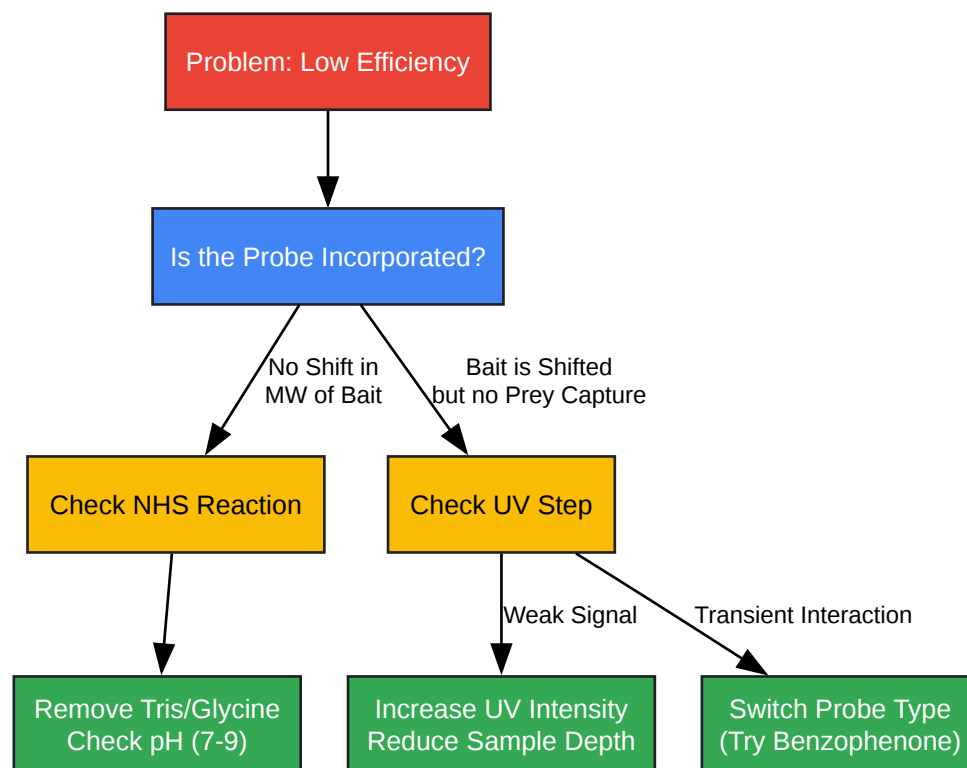 Problem: Low Efficiency
Is the Probe Incorporated?
No Shift in
MW of Bait
Bait is Shifted
but no Prey Capture
Check NHS Reaction
Check UV Step
Weak Signal
Transient Interaction
Remove Tris/Glycine
Check pH (7-9)
Increase UV Intensity
Reduce Sample Depth
Switch Probe Type
(Try Benzophenone)